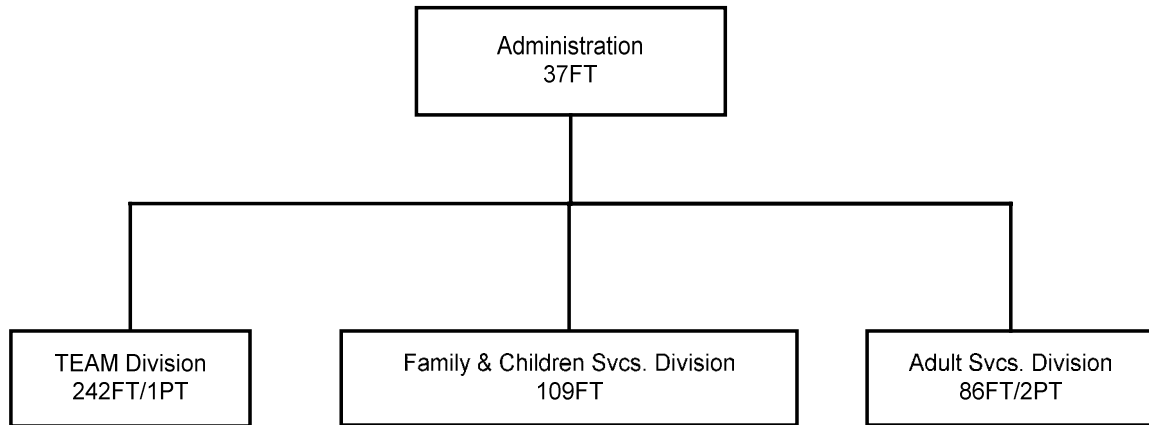 Administration
37FT
TEAM Division
242FT/1PT
Family & Children Svcs. Division
109FT
Adult Svcs. Division
86FT/2PT